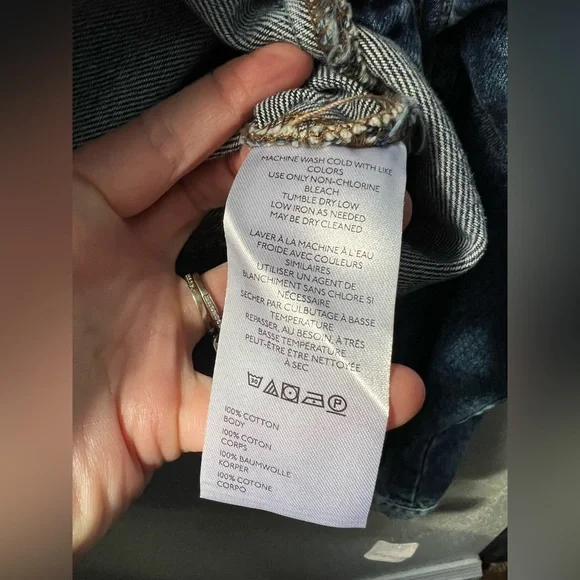 MACHINE WASH COLD WITH LIKE
COLORS
USE ONLY NON-CHLORINE
BLEACH
TUMBLE DRY LOW
LOW IRON AS NEEDED
MAY BE DRY CLEANED
LAVER À LA MACHINE À L'EAU
FROIDE AVEC COULEURS
SIMILAIRES
UTILISER UN AGENT DE
BLANCHIMENT SANS CHLORE SI
NÉCESSAIRE
SECHER PAR CULBUTAGE À BASSE
TEMPERATURE
REPASSER, AU BESOIN, À TRÈS
BASSE TEMPÉRATURE
PEUT-ÊTRE ÊTRE NETTOYÉE
À SEC
30 P
100% COTTON
BODY
100% COTON
CORPS
100% BAUMWOLLE
KÖRPER
100% COTONE
CORPO